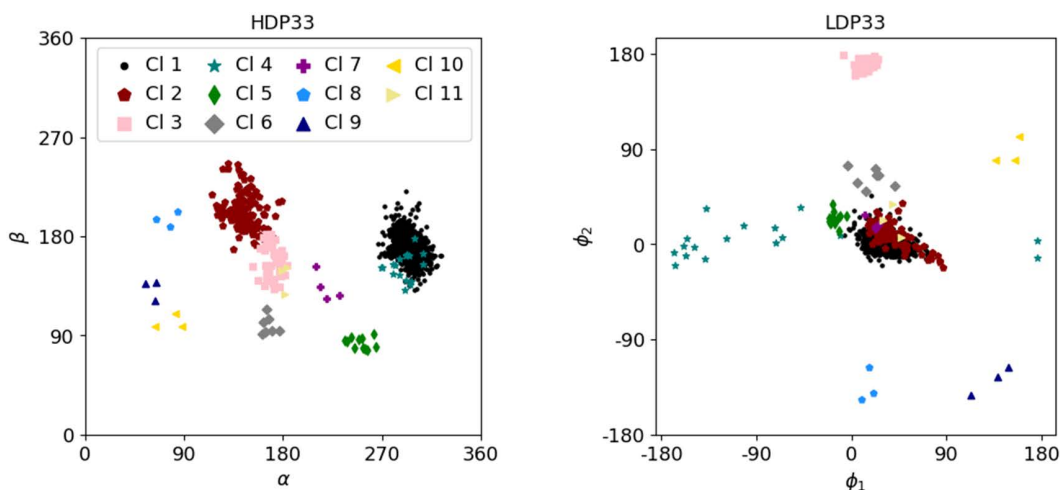 HDP33
360
270
180
90
0
β
Cl 1
Cl 2
Cl 3
Cl 4
Cl 5
Cl 6
Cl 7
Cl 8
Cl 9
Cl 10
Cl 11
0 90 180 270 360
α
LDP33
180
90
0
-90
-180
ϕ2
-180 -90 0 90 180
ϕ1